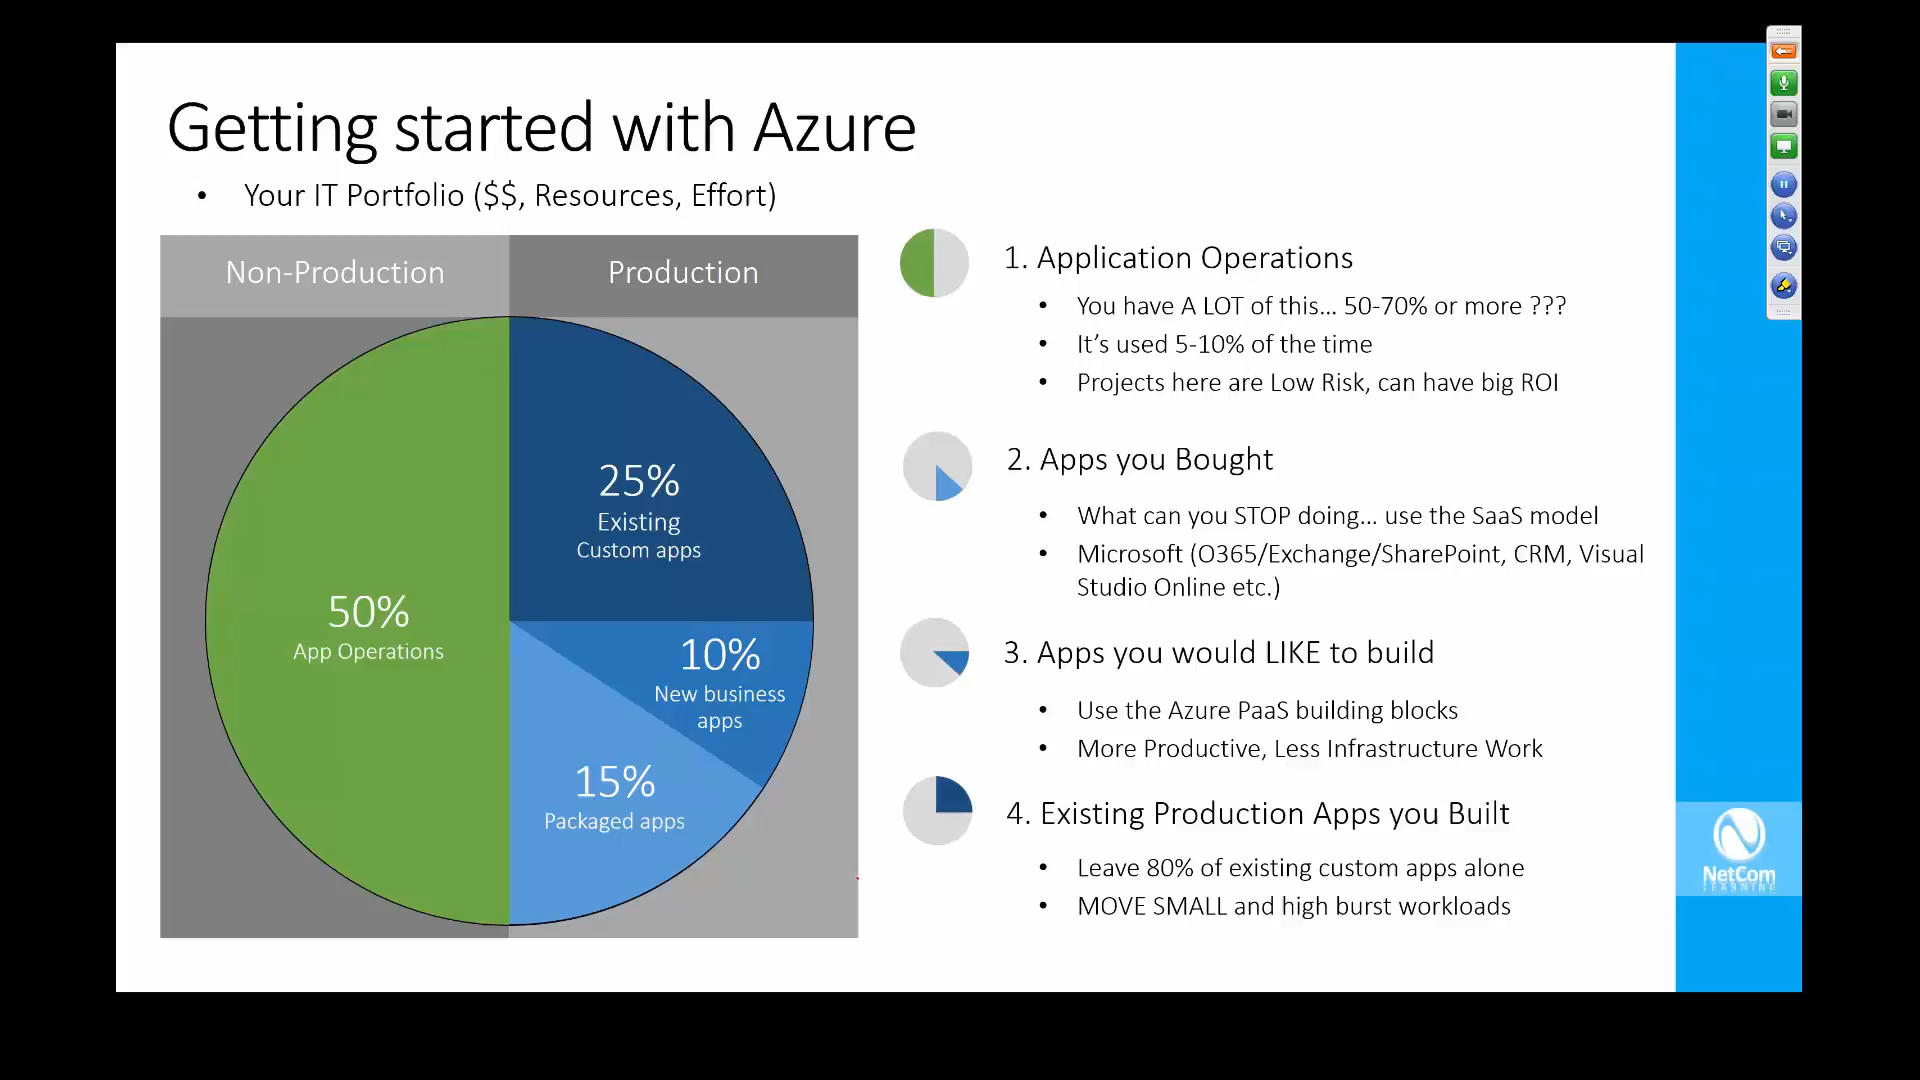 Getting started with Azure
• Your IT Portfolio ($$, Resources, Effort)
Non-Production
Production
25%
Existing
Custom apps
50%
App Operations
10%
New business
apps
15%
Packaged apps
1. Application Operations
• You have A LOT of this... 50-70% or more ???
• It’s used 5-10% of the time
• Projects here are Low Risk, can have big ROI
2. Apps you Bought
• What can you STOP doing... use the SaaS model
• Microsoft (O365/Exchange/SharePoint, CRM, Visual
Studio Online etc.)
3. Apps you would LIKE to build
• Use the Azure PaaS building blocks
• More Productive, Less Infrastructure Work
4. Existing Production Apps you Built
• Leave 80% of existing custom apps alone
• MOVE SMALL and high burst workloads
NetCom
LEARNING